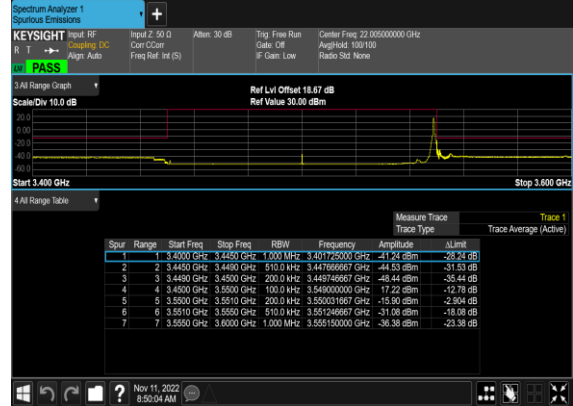 Spectrum Analyzer 1
Spurious Emissions
KEYSIGHT Input: RF Input Z: 50 Ω Atten: 30 dB Trig: Free Run Center Freq: 22.005000000 GHz
R T Coupling: DC Corr CCorr Gate: Off Avg|Hold: 100/100
Align: Auto Freq Ref: Int (S) IF Gain: Low Radio Std: None
PASS
3 All Range Graph
Ref Lvl Offset 18.67 dB
Scale/Div 10.0 dB Ref Value 30.00 dBm
20.0
0.00
-20.0
-40.0
-60.0
Start 3.400 GHz Stop 3.600 GHz
4 All Range Table
Measure Trace Trace 1
Trace Type Trace Average (Active)
Spur Range Start Freq Stop Freq RBW Frequency Amplitude ΔLimit
1 1 3.4000 GHz 3.4450 GHz 1.000 MHz 3.401725000 GHz -41.24 dBm -28.24 dB
2 2 3.4450 GHz 3.4490 GHz 510.0 kHz 3.447666667 GHz -44.53 dBm -31.53 dB
3 3 3.4490 GHz 3.4500 GHz 200.0 kHz 3.449746667 GHz -48.44 dBm -35.44 dB
4 4 3.4500 GHz 3.5500 GHz 100.0 kHz 3.549000000 GHz 17.22 dBm -12.78 dB
5 5 3.5500 GHz 3.5510 GHz 200.0 kHz 3.550031667 GHz -15.90 dBm -2.904 dB
6 6 3.5510 GHz 3.5550 GHz 510.0 kHz 3.551246667 GHz -31.08 dBm -18.08 dB
7 7 3.5550 GHz 3.6000 GHz 1.000 MHz 3.555150000 GHz -36.38 dBm -23.38 dB
Nov 11, 2022
8:50:04 AM